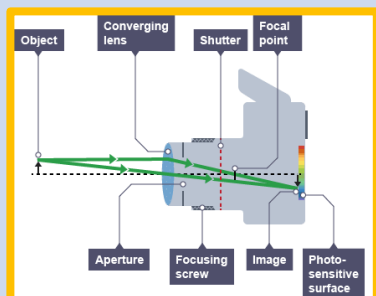 Object
Converging
lens
Shutter
Focal
point
Aperture
Focusing
screw
Image
Photo-
sensitive
surface